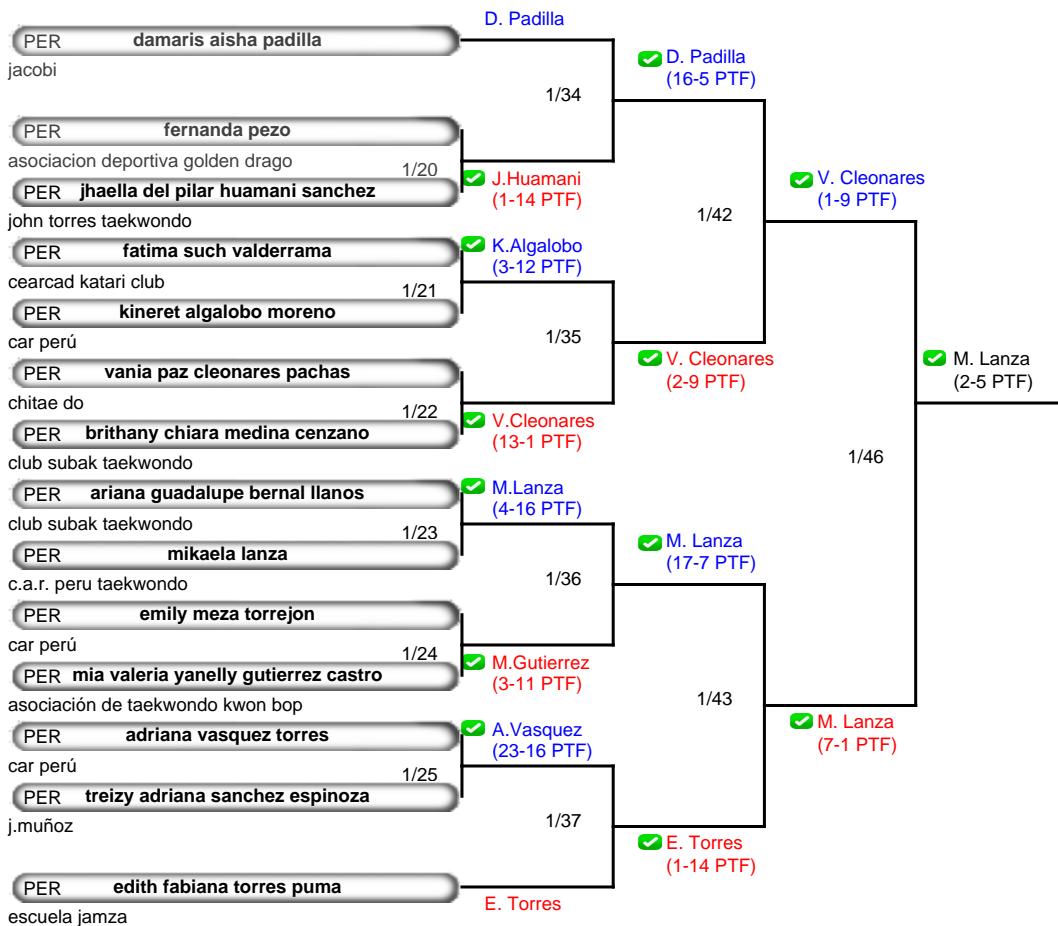 D. Padilla
PER damaris aisha padilla
jacobi
D. Padilla
(16-5 PTF)
1/34
PER fernanda pezo
asociacion deportiva golden drago
1/20
PER jhaella del pilar huamani sanchez
john torres taekwondo
J.Huamani
(1-14 PTF)
V. Cleonares
(1-9 PTF)
1/42
PER fatima such valderrama
cearcad katari club
K.Algalobo
(3-12 PTF)
1/21
PER kineret algalobo moreno
car perú
1/35
PER vania paz cleonares pachas
chitae do
V. Cleonares
(2-9 PTF)
M. Lanza
(2-5 PTF)
1/22
PER brithany chiara medina cenzano
club subak taekwondo
V.Cleonares
(13-1 PTF)
1/46
PER ariana guadalupe bernal llanos
club subak taekwondo
M.Lanza
(4-16 PTF)
1/23
PER mikaela lanza
c.a.r. peru taekwondo
M. Lanza
(17-7 PTF)
1/36
PER emily meza torrejon
car perú
1/24
PER mia valeria yanelly gutierrez castro
asociación de taekwondo kwon bop
M.Gutierrez
(3-11 PTF)
1/43
PER adriana vasquez torres
car perú
A.Vasquez
(23-16 PTF)
M. Lanza
(7-1 PTF)
1/25
PER treizy adriana sanchez espinoza
j.muñoz
1/37
E. Torres
(1-14 PTF)
PER edith fabiana torres puma
escuela jamza
E. Torres